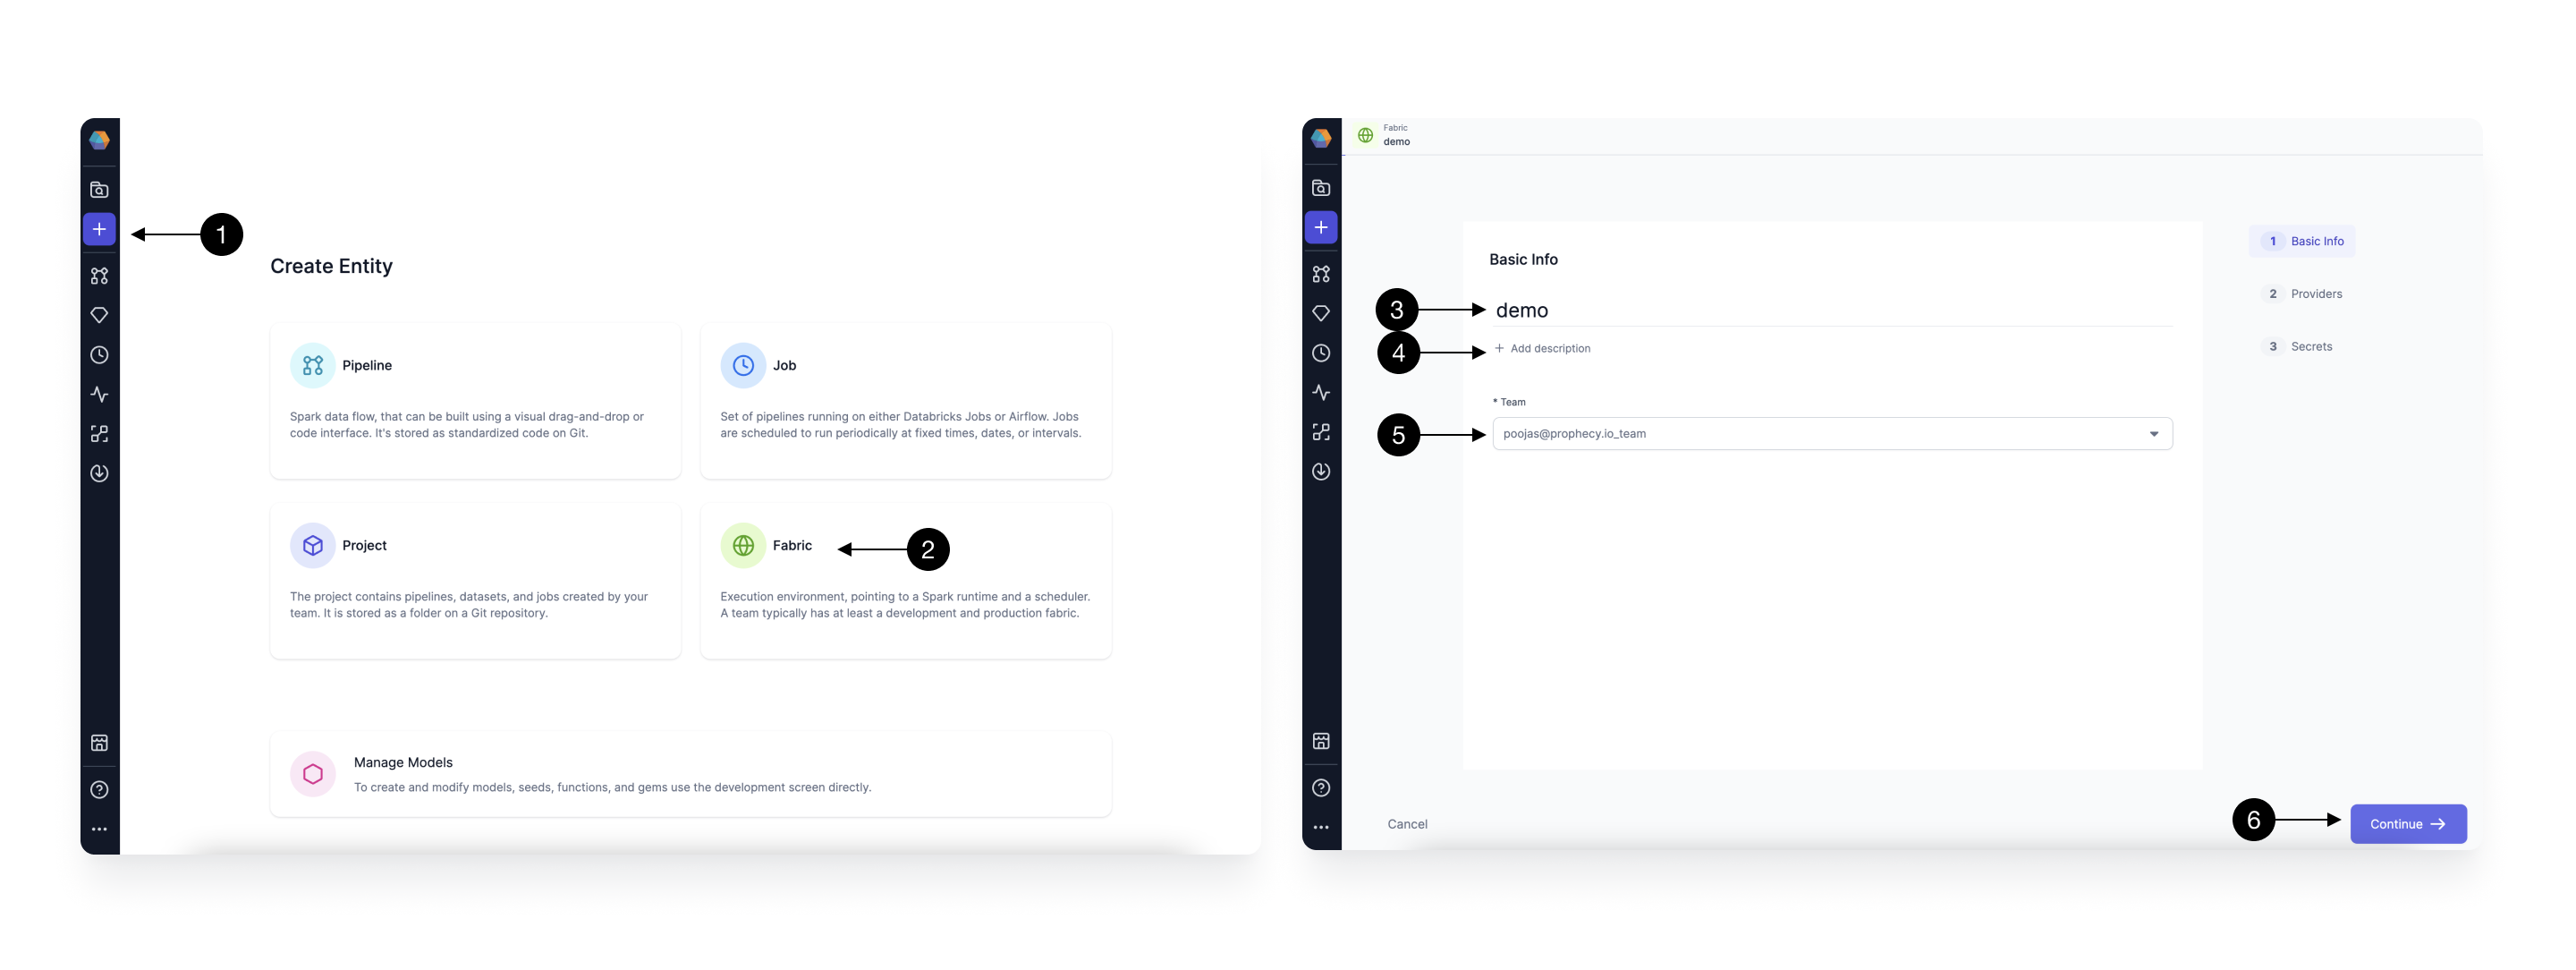 1
Create Entity
Pipeline
Spark data flow, that can be built using a visual drag-and-drop or
code interface. It's stored as standardized code on Git.
Job
Set of pipelines running on either Databricks Jobs or Airflow. Jobs
are scheduled to run periodically at fixed times, dates, or intervals.
Project
The project contains pipelines, datasets, and jobs created by your
team. It is stored as a folder on a Git repository.
Fabric
2
Execution environment, pointing to a Spark runtime and a scheduler.
A team typically has at least a development and production fabric.
Manage Models
To create and modify models, seeds, functions, and gems use the development screen directly.
Fabric
demo
Basic Info
3
demo
4
+ Add description
* Team
5
poojas@prophecy.io_team
1 Basic Info
2 Providers
3 Secrets
Cancel
6
Continue →